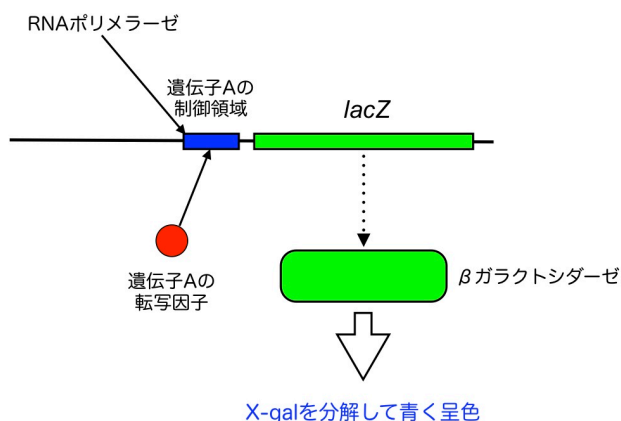 RNAポリメラーゼ
遺伝子Aの
制御領域
lacZ
遺伝子Aの
転写因子
βガラクトシダーゼ
X-galを分解して青く呈色